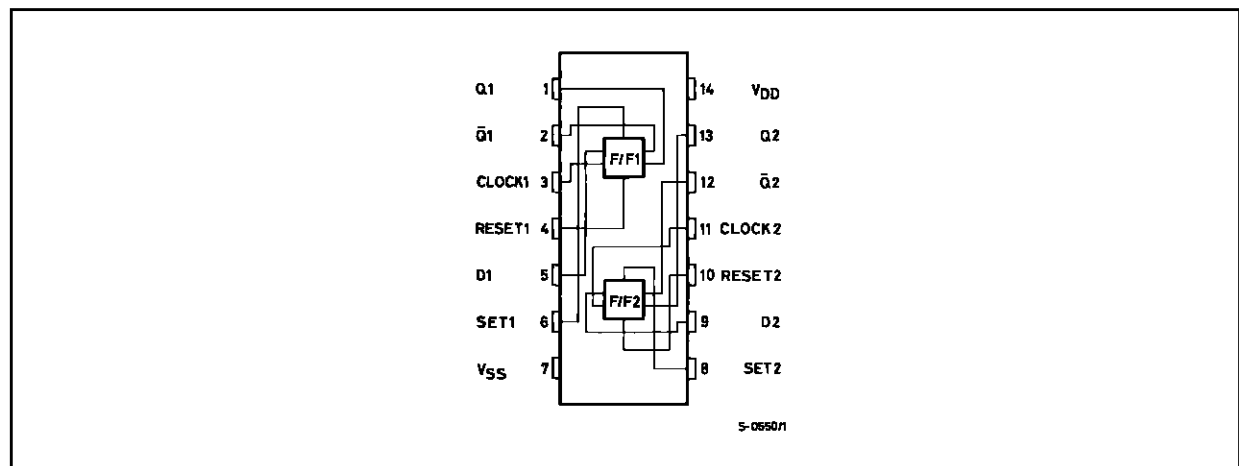 Q1 1 14 VDD
Q̄1 2 13 Q2
F/F1
CLOCK1 3 12 Q̄2
RESET1 4 11 CLOCK2
D1 5 10 RESET2
F/F2
SET1 6 9 D2
VSS 7 8 SET2
S-0550/1